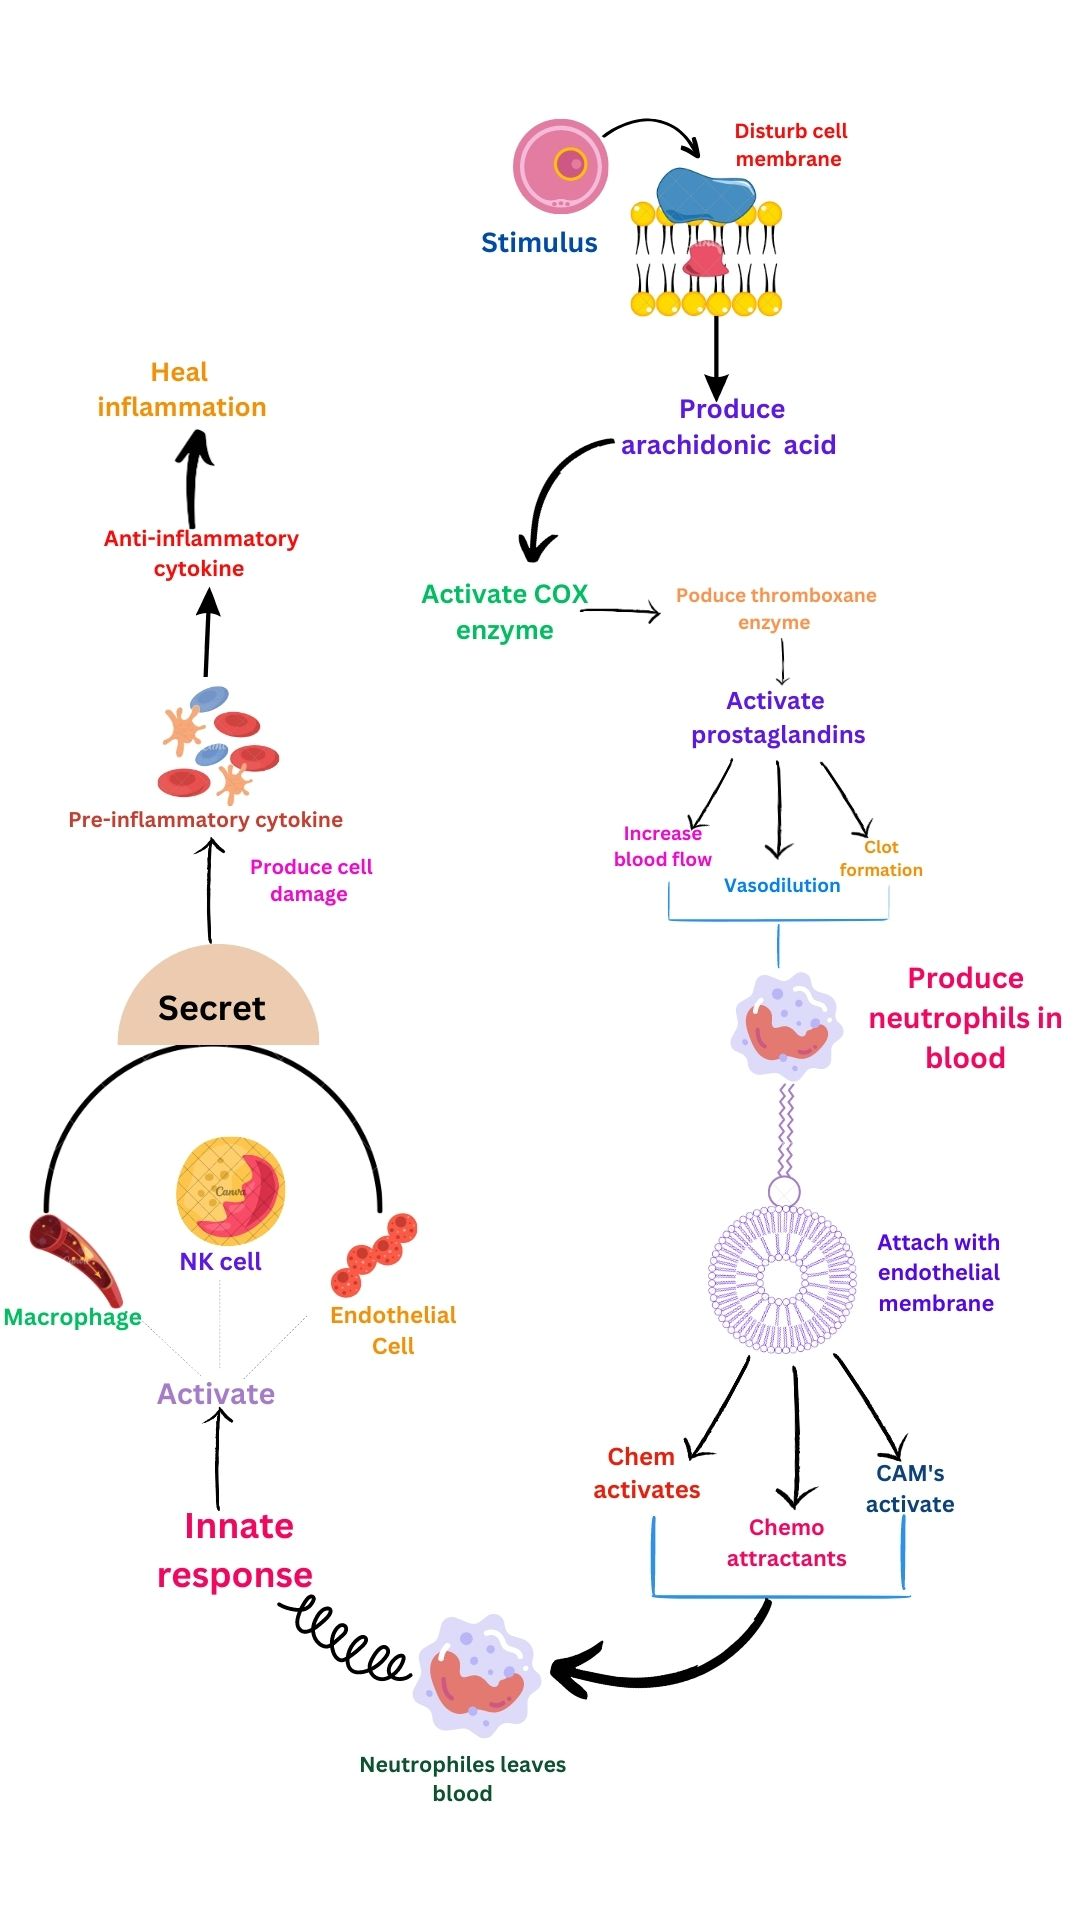 Disturb cell
membrane
Stimulus
Produce
arachidonic acid
Activate COX
enzyme
Poduce thromboxane
enzyme
Activate
prostaglandins
Increase
blood flow
Vasodilution
Clot
formation
Produce
neutrophils in
blood
Attach with
endothelial
membrane
Chem
activates
Chemo
attractants
CAM's
activate
Neutrophiles leaves
blood
Innate
response
Activate
Macrophage
NK cell
Canva
Endothelial
Cell
Secret
Produce cell
damage
Pre-inflammatory cytokine
Anti-inflammatory
cytokine
Heal
inflammation